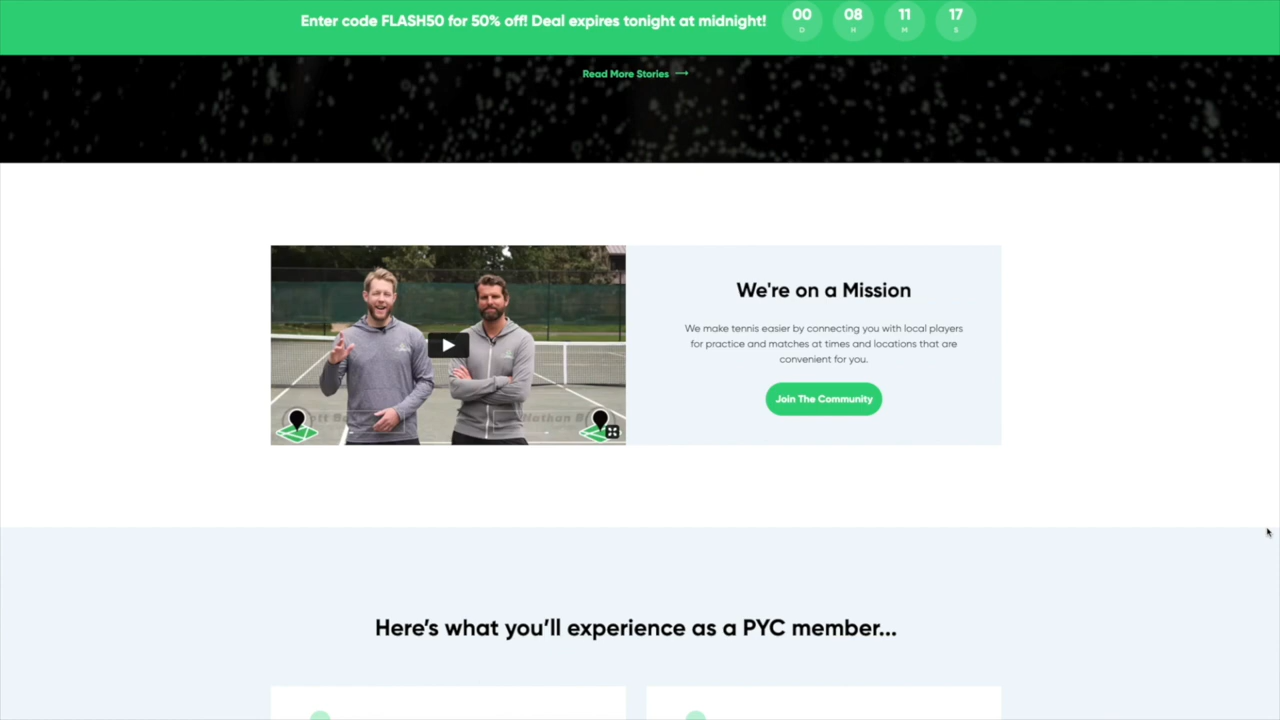 Enter code FLASH50 for 50% off! Deal expires tonight at midnight!
00 08 11 17
D H M S
Read More Stories
We're on a Mission
We make tennis easier by connecting you with local players
for practice and matches at times and locations that are
convenient for you.
Join The Community
Nathan
Here’s what you’ll experience as a PYC member...